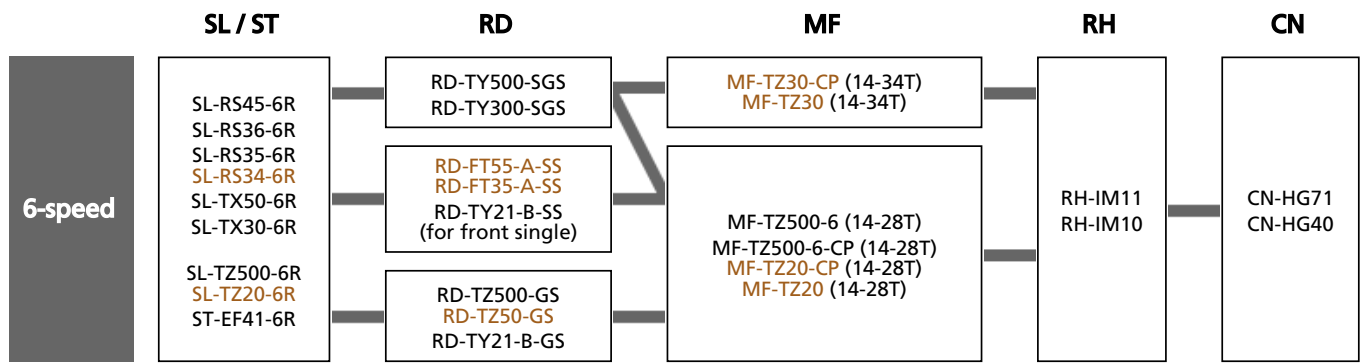 SL / ST
RD
MF
RH
CN
6-speed
SL-RS45-6R
SL-RS36-6R
SL-RS35-6R
SL-RS34-6R
SL-TX50-6R
SL-TX30-6R
SL-TZ500-6R
SL-TZ20-6R
ST-EF41-6R
RD-TY500-SGS
RD-TY300-SGS
RD-FT55-A-SS
RD-FT35-A-SS
RD-TY21-B-SS
(for front single)
RD-TZ500-GS
RD-TZ50-GS
RD-TY21-B-GS
MF-TZ30-CP (14-34T)
MF-TZ30 (14-34T)
MF-TZ500-6 (14-28T)
MF-TZ500-6-CP (14-28T)
MF-TZ20-CP (14-28T)
MF-TZ20 (14-28T)
RH-IM11
RH-IM10
CN-HG71
CN-HG40